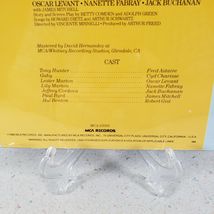 OSCAR LEVANT · NANETTE FABRAY · JACK BUCHANAN
with JAMES MITCHELL
Story and Screen Play by BETTY COMDEN and ADOLPH GREEN
Songs by HOWARD DIETZ and ARTHUR SCHWARTZ
Directed by VINCENTE MINNELLI · Produced by ARTHUR FREED
Mastered by David Hernandez at
MCA/Whitney Recording Studios, Glendale, CA
CAST
Tony Hunter Fred Astaire
Gaby Cyd Charisse
Lester Marton Oscar Levant
Lily Marton Nanette Fabray
Jeffrey Cordova Jack Buchanan
Paul Byrd James Mitchell
Hal Benton Robert Gist
MCA RECORDS